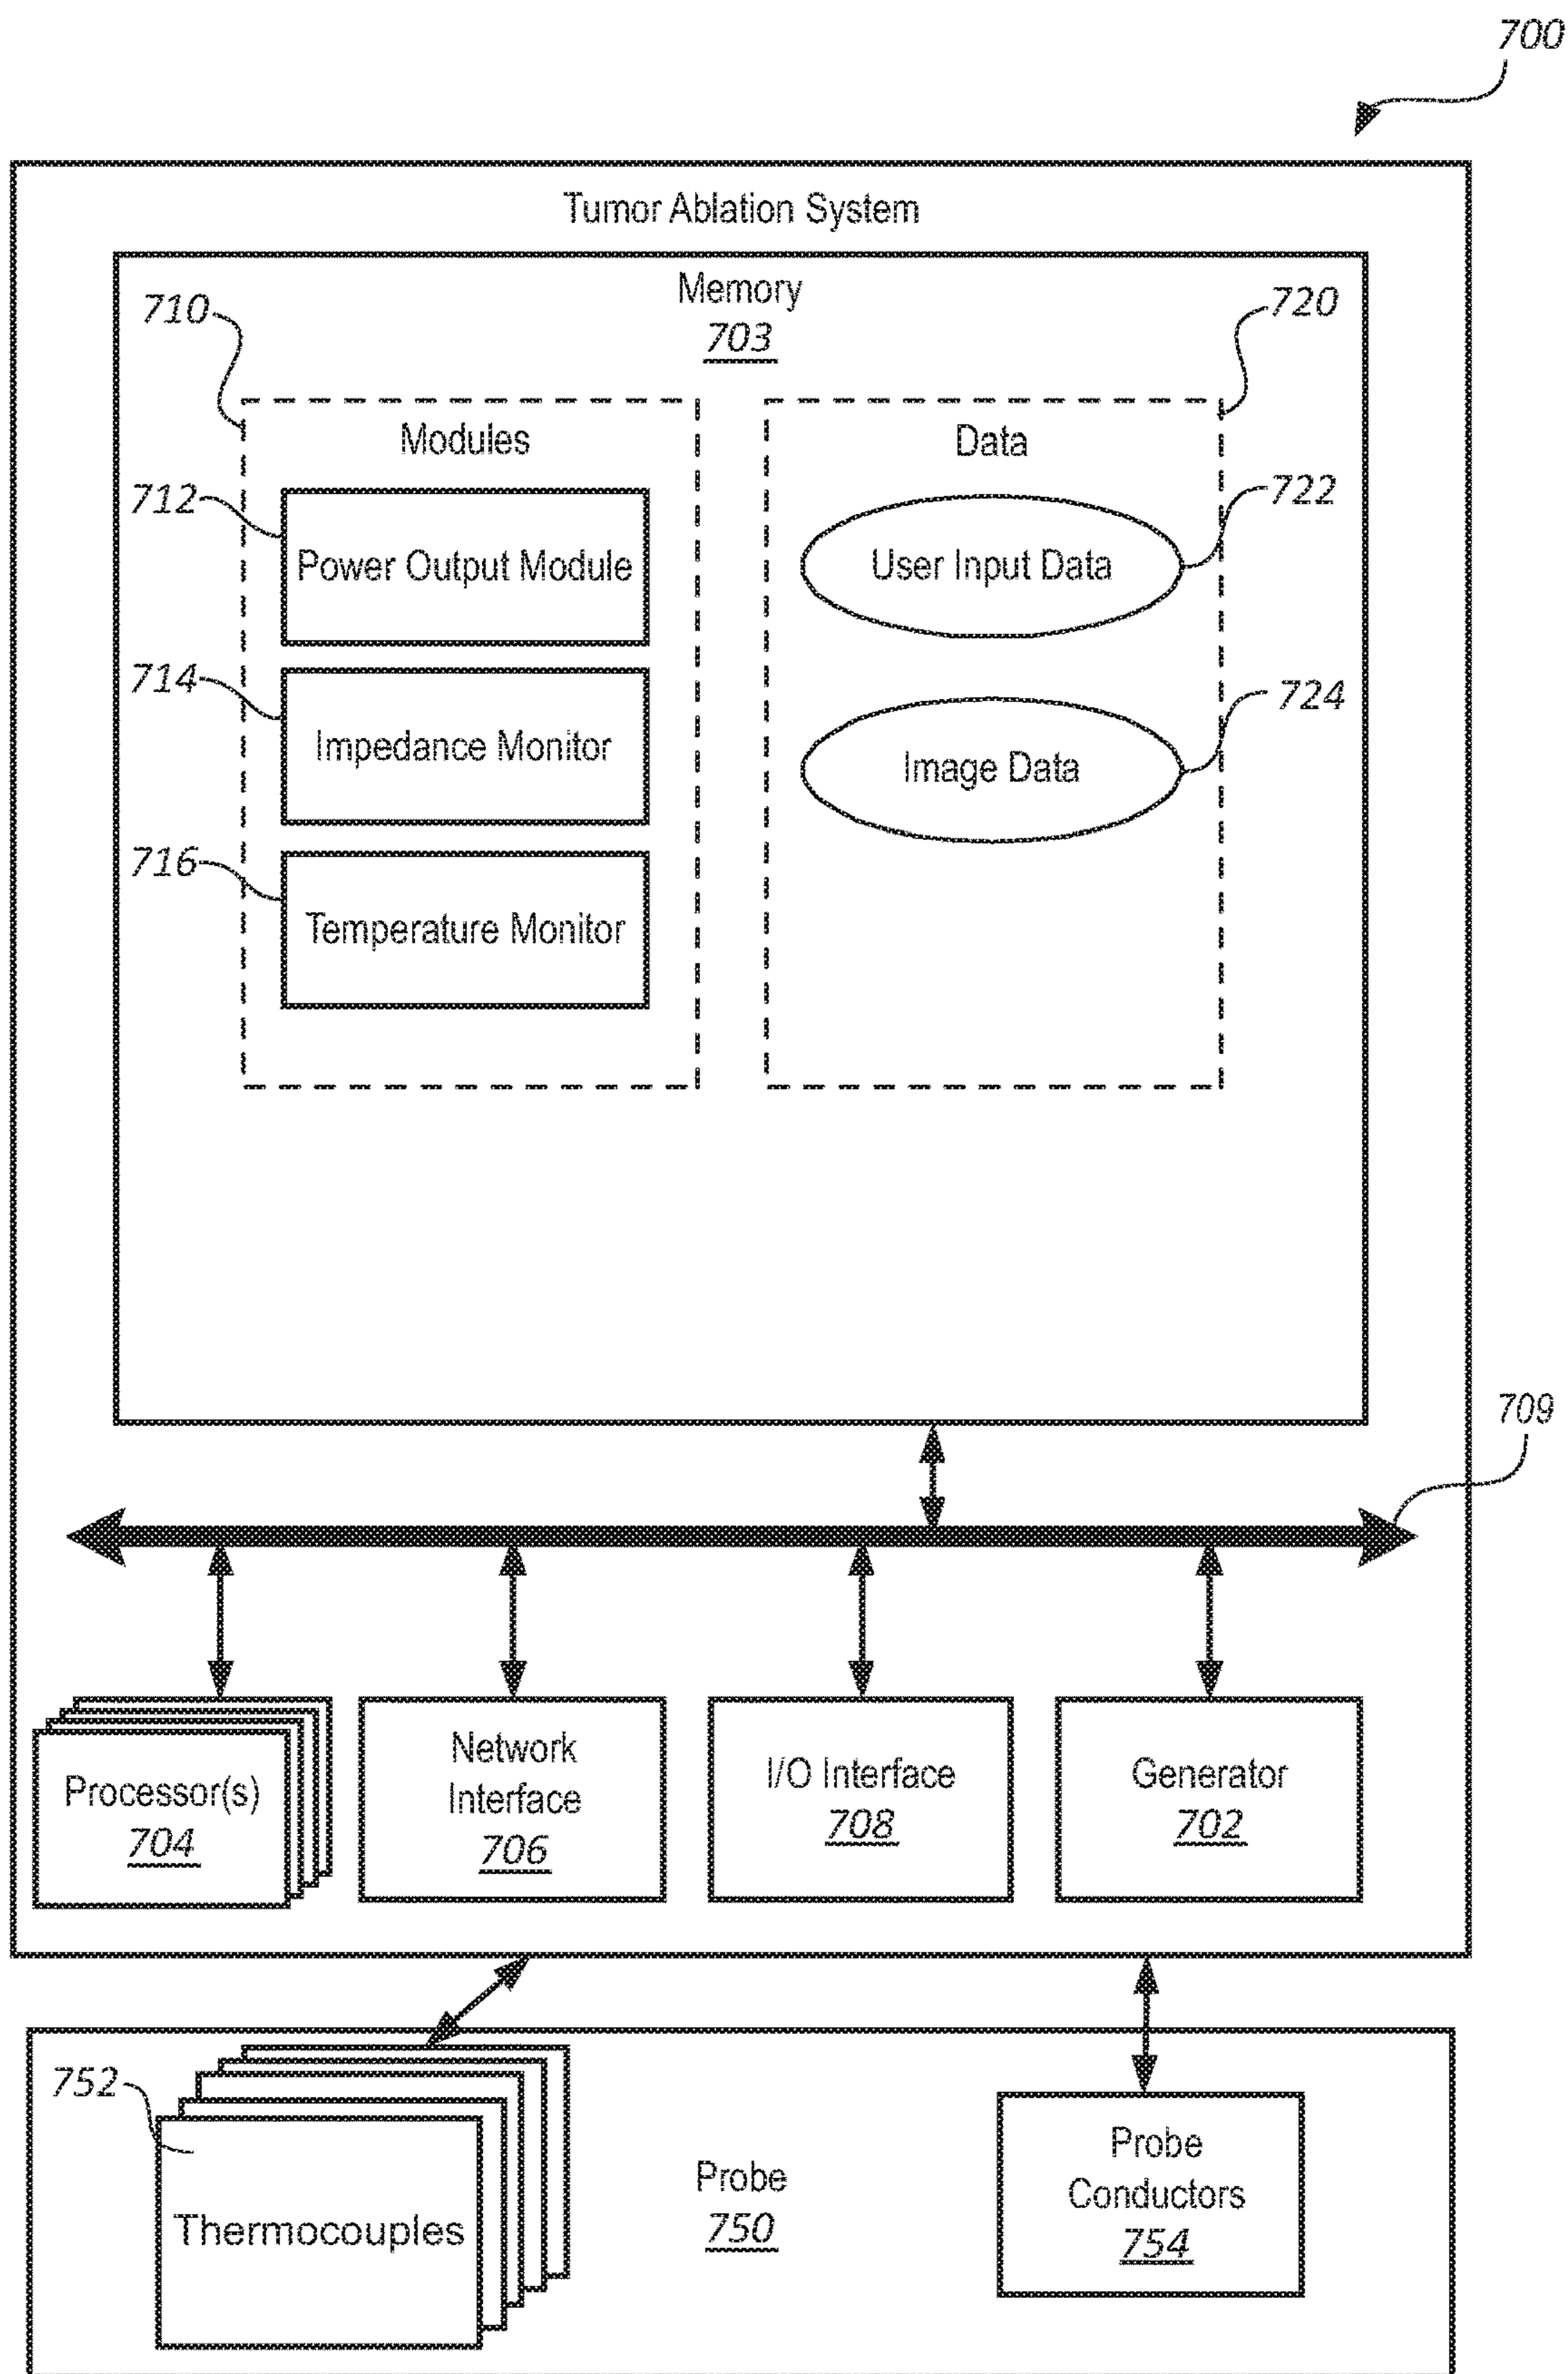 700
Tumor Ablation System
Memory
703
710
720
Modules
Data
712
Power Output Module
722
User Input Data
714
Impedance Monitor
724
Image Data
716
Temperature Monitor
709
Processor(s)
704
Network
Interface
706
I/O Interface
708
Generator
702
752
Thermocouples
Probe
750
Probe
Conductors
754